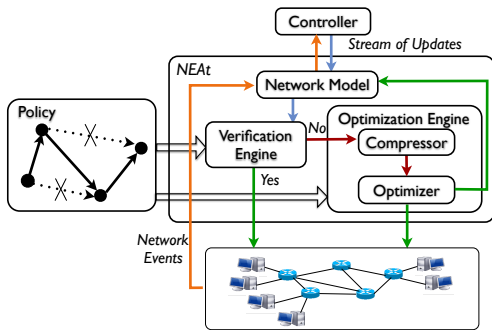 Controller
Stream of Updates
NEAt
Network Model
Policy
Optimization Engine
Verification
Engine
No
Compressor
Yes
Optimizer
Network
Events